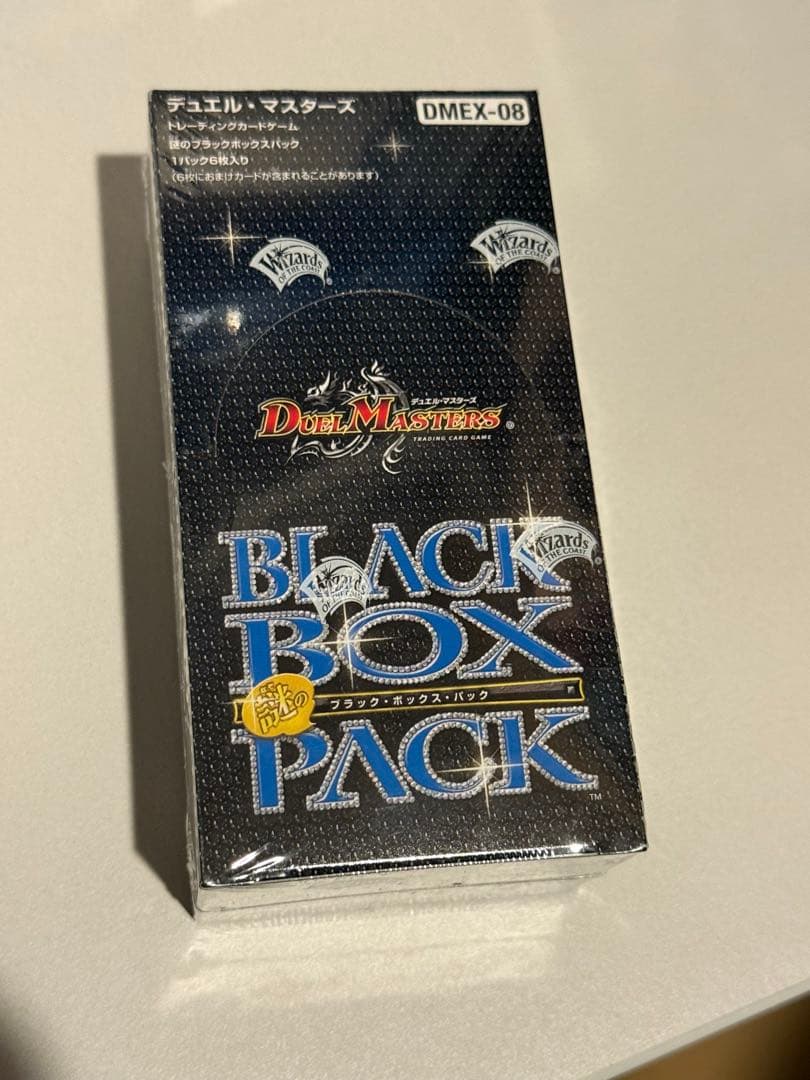 デュエル・マスターズ
DMEX-08
トレーディングカードゲーム
謎のブラックボックスパック
1パック6枚入り
(6枚におまけカードが含まれることがあります)
Wizards
OF THE COAST
®
Wizards
OF THE COAST
®
デュエル・マスターズ
DUEL MASTERS®
TRADING CARD GAME
BLACK
Wizards
OF THE COAST
®
Wizards
OF THE COAST
®
BOX
謎の
ブラック・ボックス・パック
PACK
TM